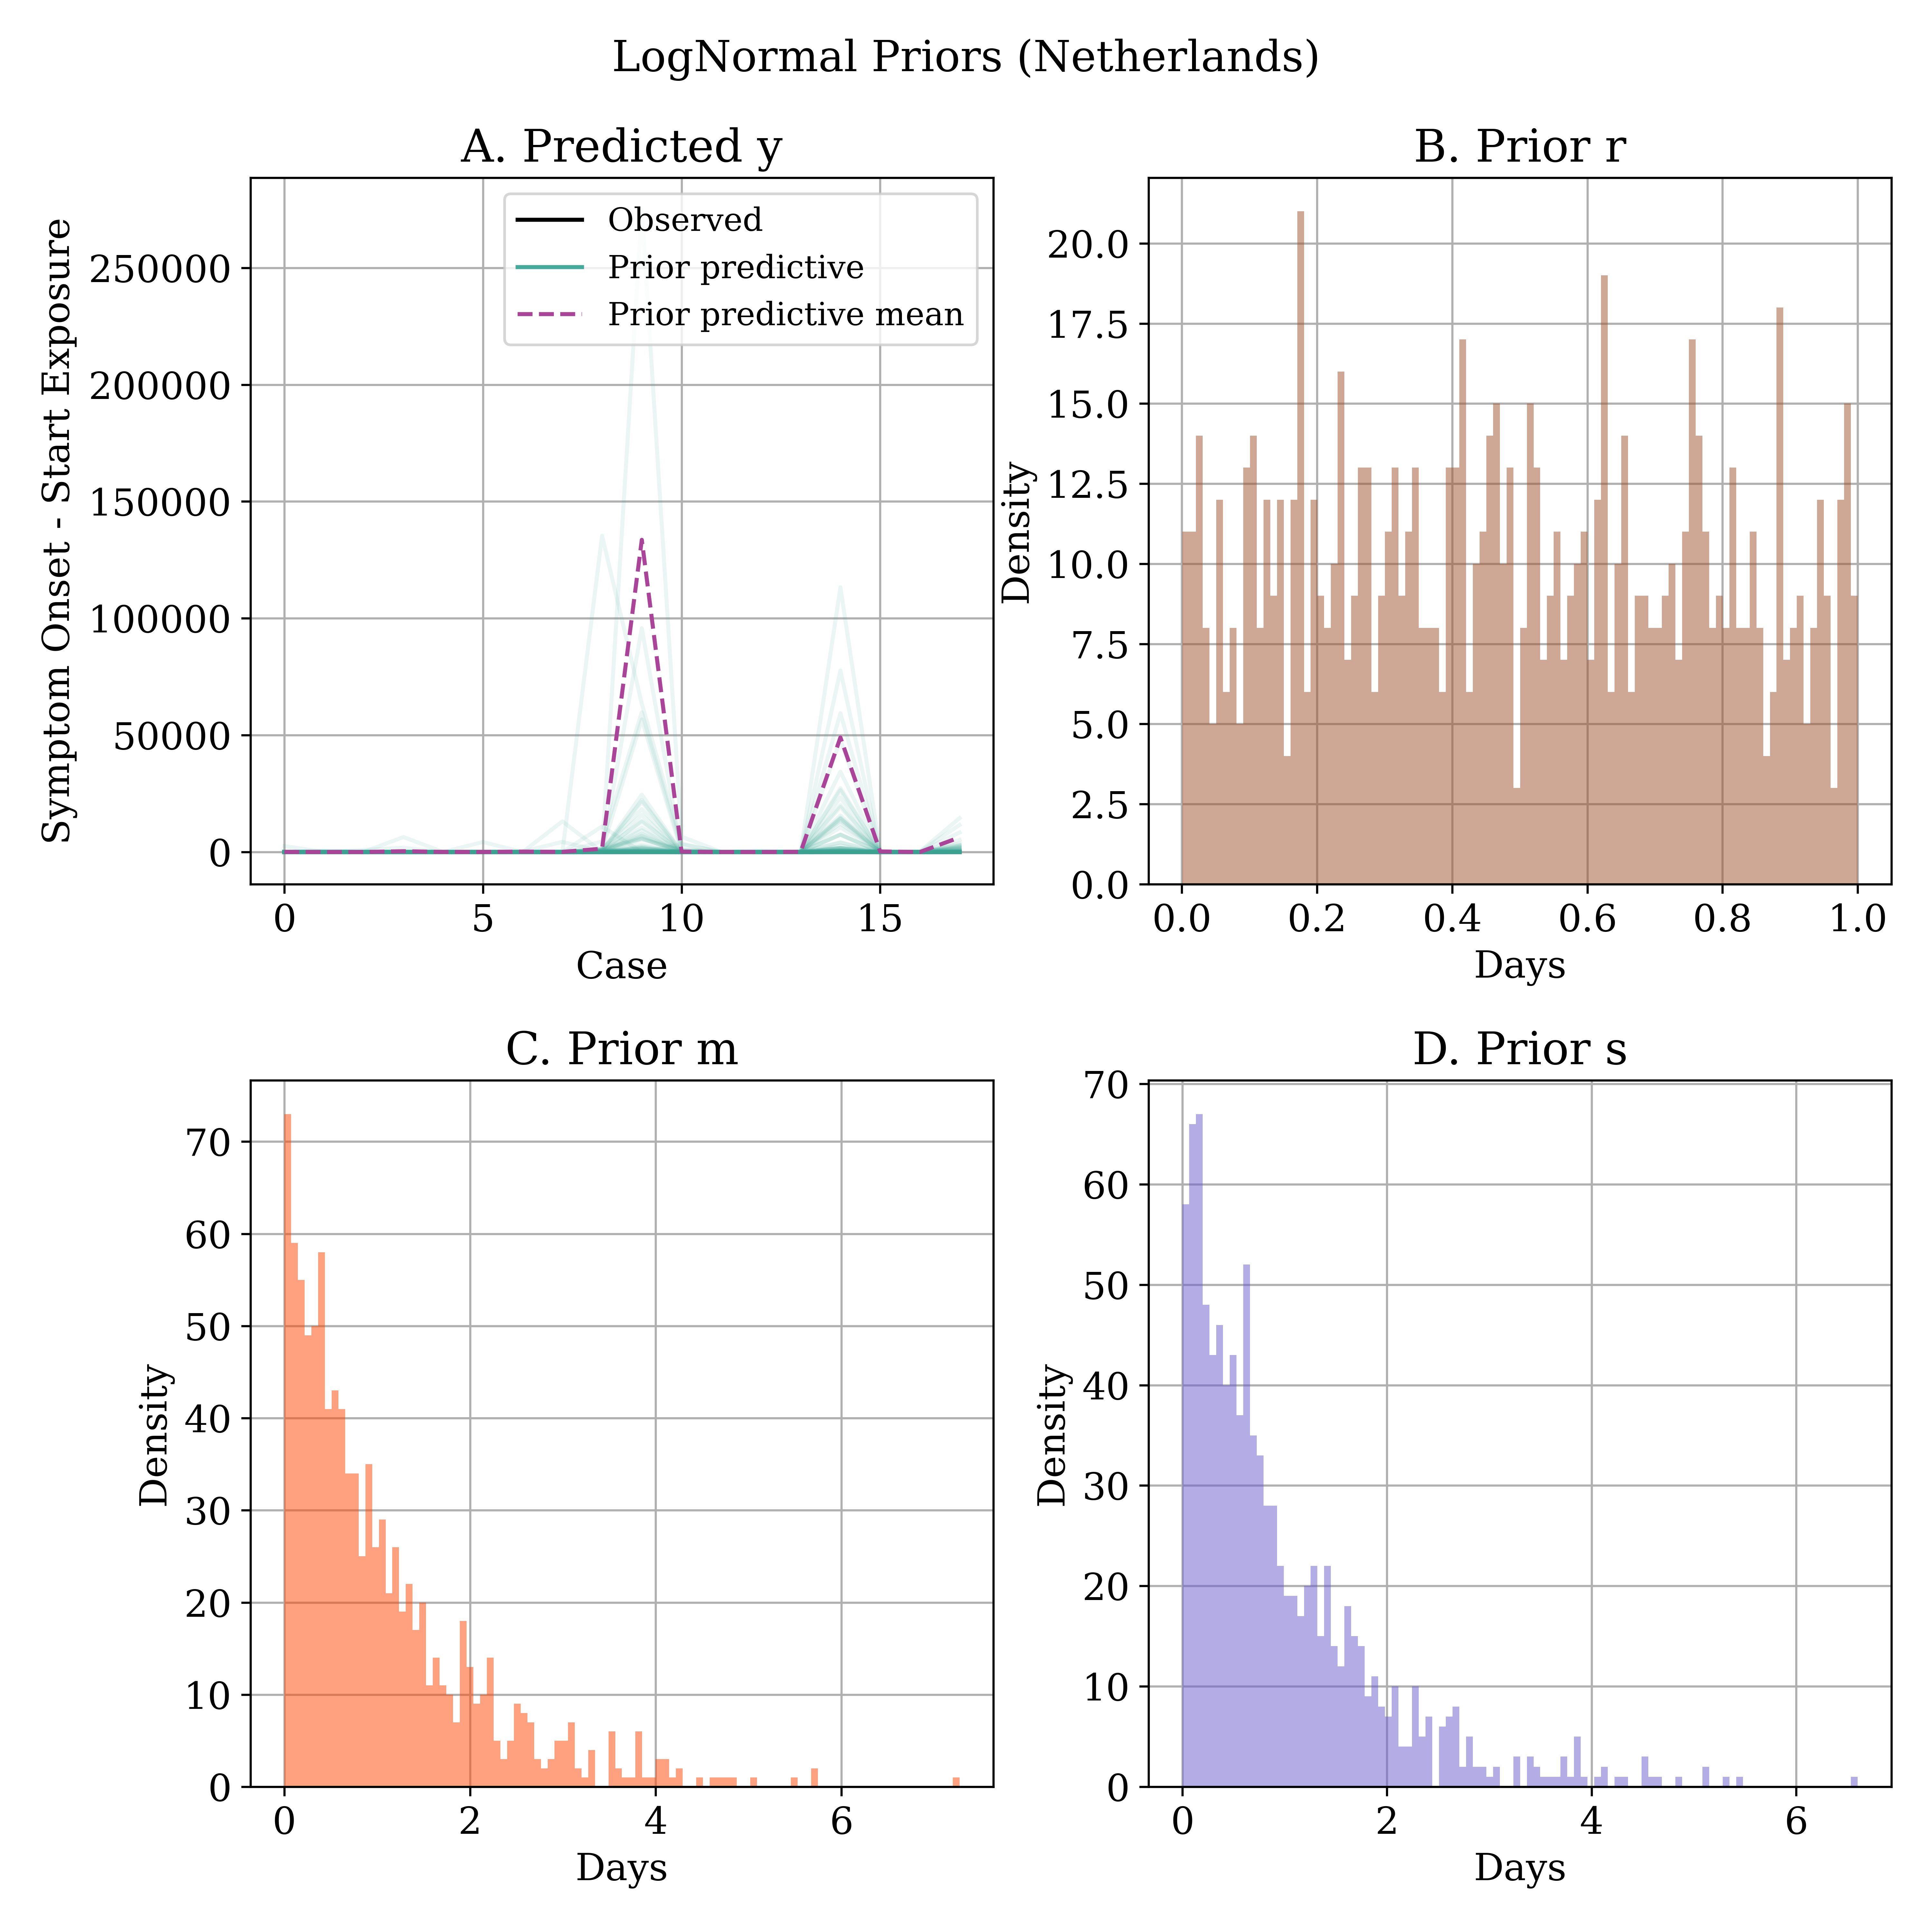 LogNormal Priors (Netherlands)
A. Predicted y
Symptom Onset - Start Exposure
250000
200000
150000
100000
50000
0
Observed
Prior predictive
Prior predictive mean
0 5 10 15
Case
B. Prior r
Density
20.0
17.5
15.0
12.5
10.0
7.5
5.0
2.5
0.0
0.0 0.2 0.4 0.6 0.8 1.0
Days
C. Prior m
Density
70
60
50
40
30
20
10
0
0 2 4 6
Days
D. Prior s
Density
70
60
50
40
30
20
10
0
0 2 4 6
Days